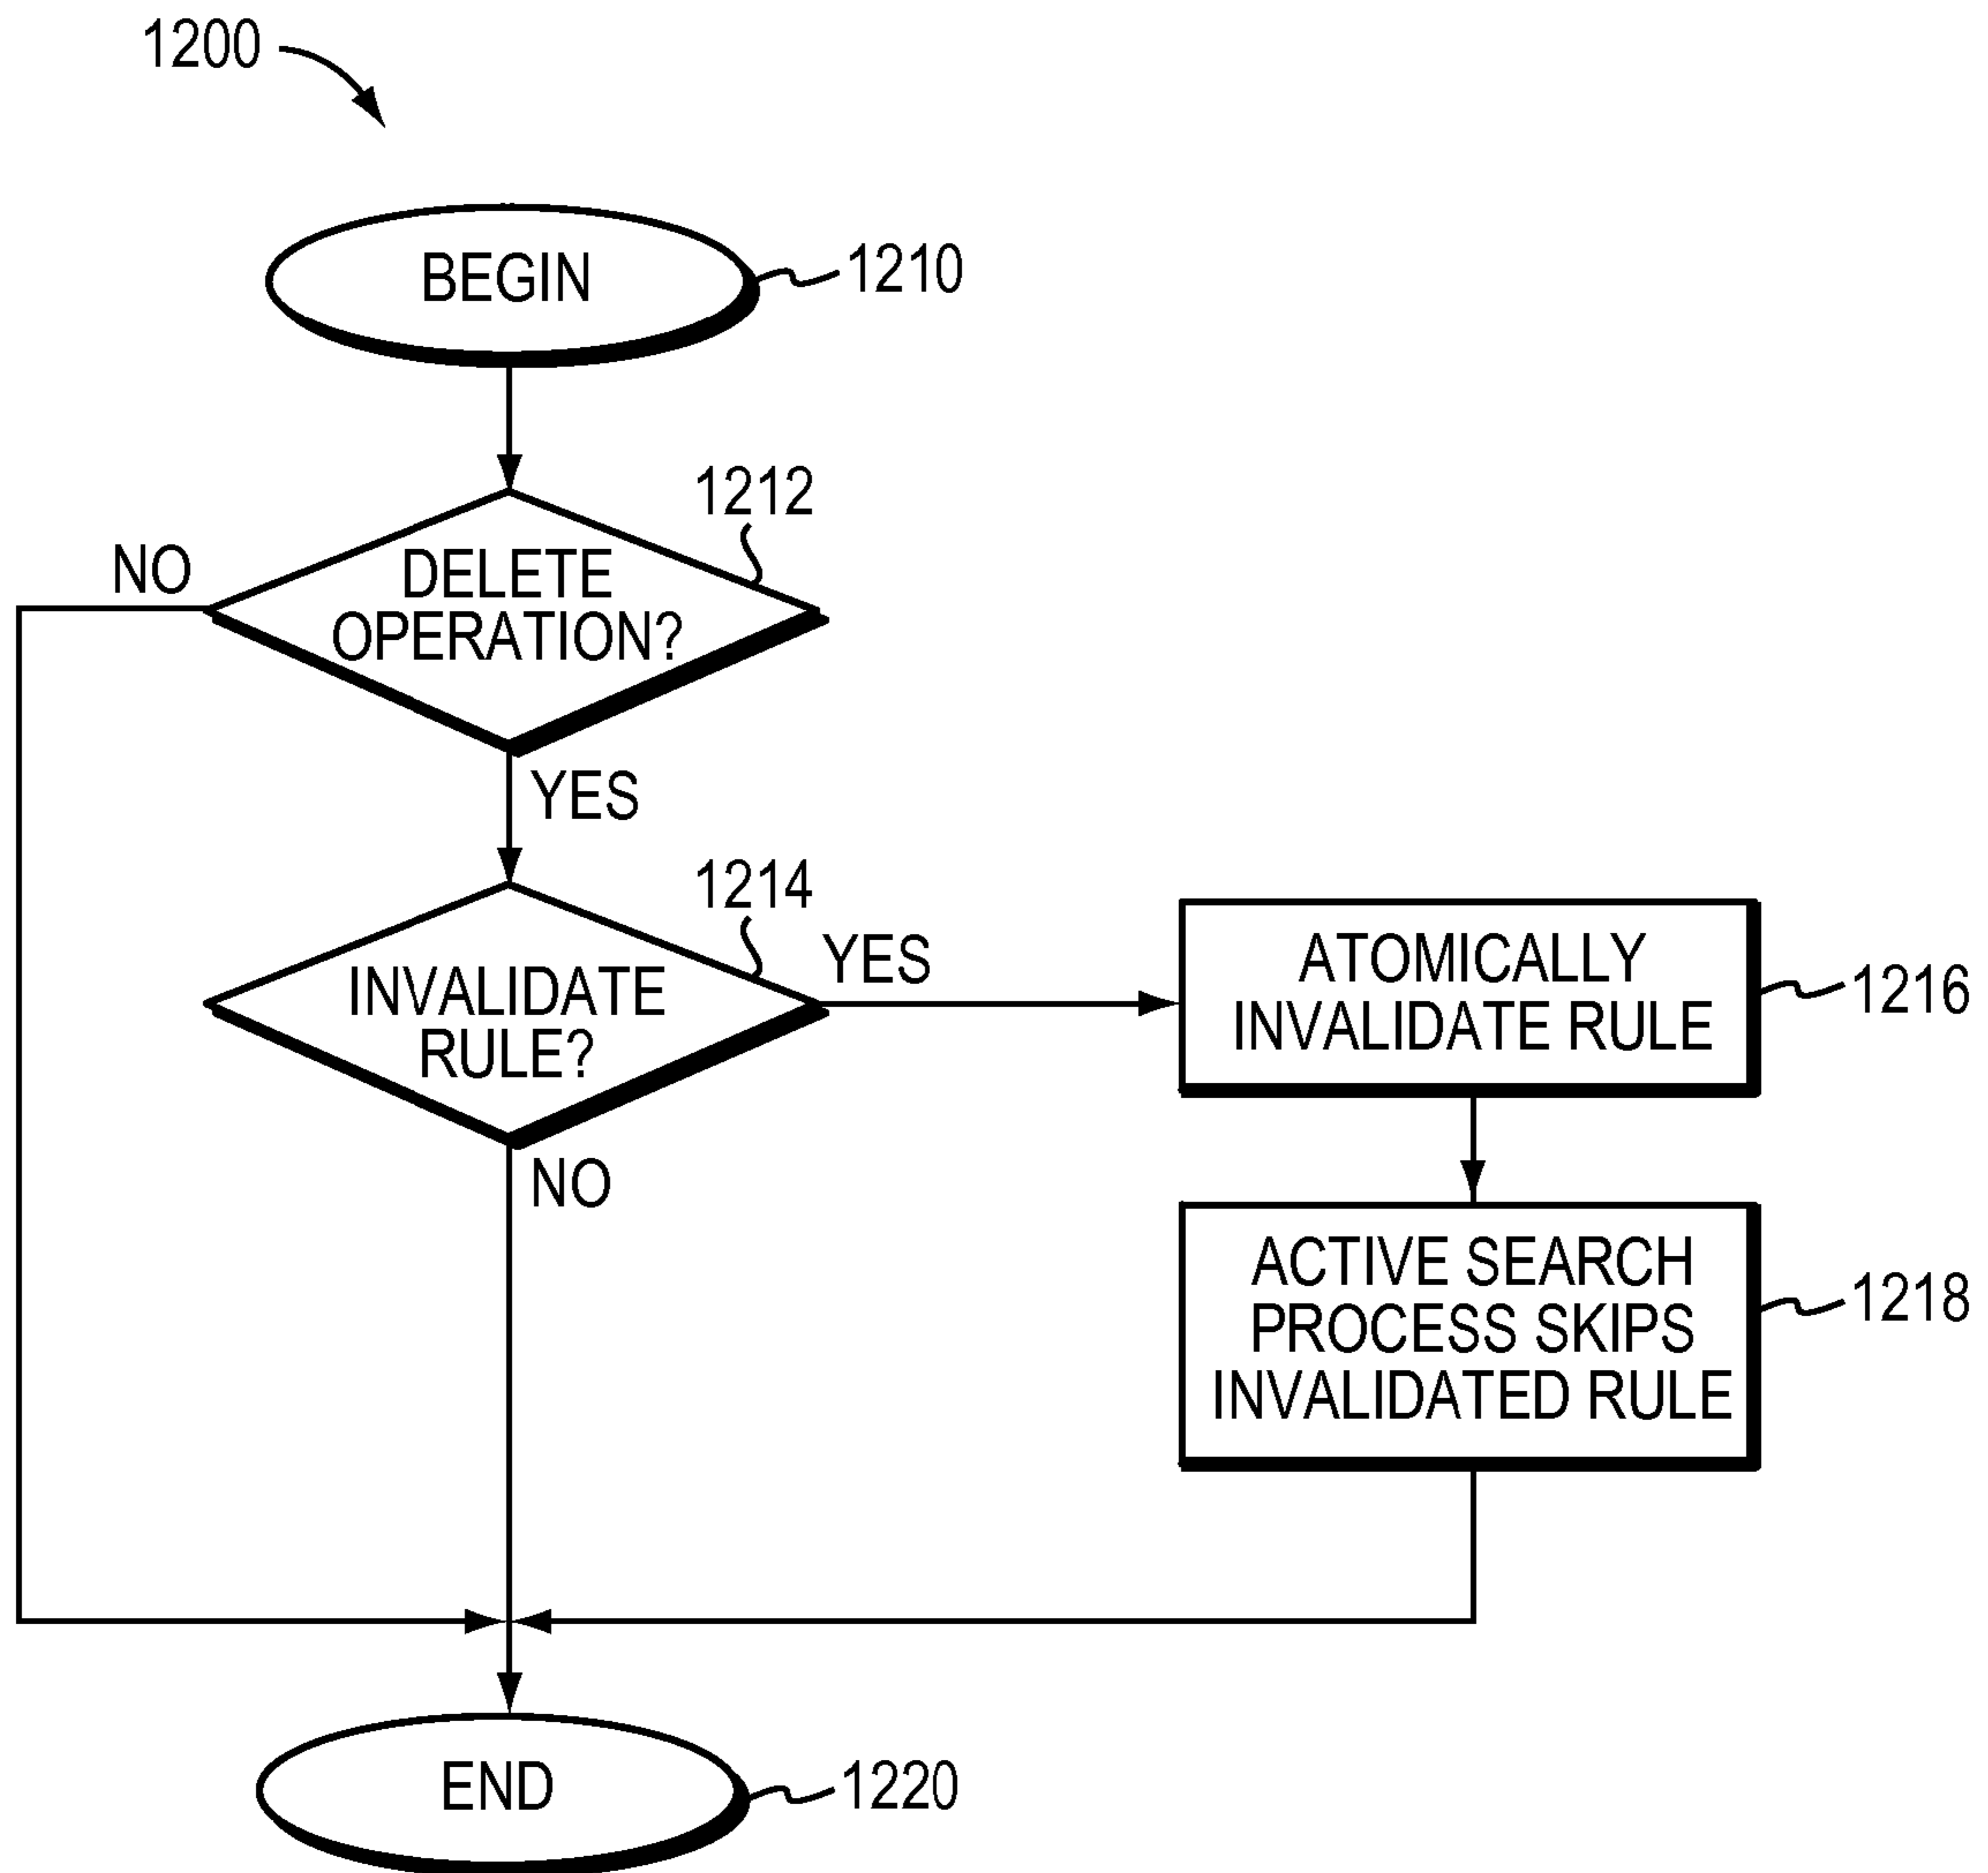 1200
BEGIN
1210
1212
NO
DELETE
OPERATION?
YES
1214
INVALIDATE
RULE?
YES
NO
ATOMICALLY
INVALIDATE RULE
1216
ACTIVE SEARCH
PROCESS SKIPS
INVALIDATED RULE
1218
END
1220